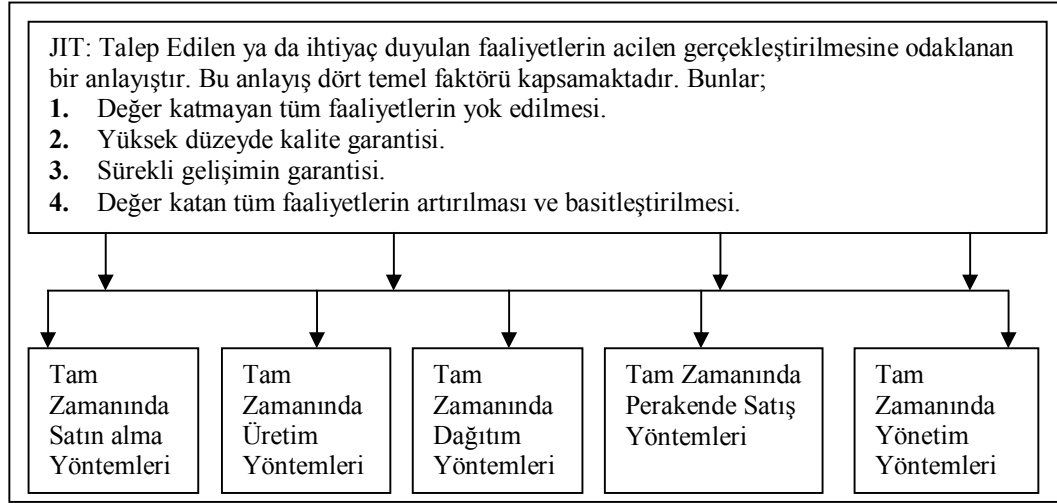 JIT: Talep Edilen ya da ihtiyaç duyulan faaliyetlerin acilen gerçekleştirilmesine odaklanan
bir anlayıştır. Bu anlayış dört temel faktörü kapsamaktadır. Bunlar;
1. Değer katmayan tüm faaliyetlerin yok edilmesi.
2. Yüksek düzeyde kalite garantisi.
3. Sürekli gelişimin garantisi.
4. Değer katan tüm faaliyetlerin artırılması ve basitleştirilmesi.
Tam
Zamanında
Satın alma
Yöntemleri
Tam
Zamanında
Üretim
Yöntemleri
Tam
Zamanında
Dağıtım
Yöntemleri
Tam Zamanında
Perakende Satış
Yöntemleri
Tam
Zamanında
Yönetim
Yöntemleri